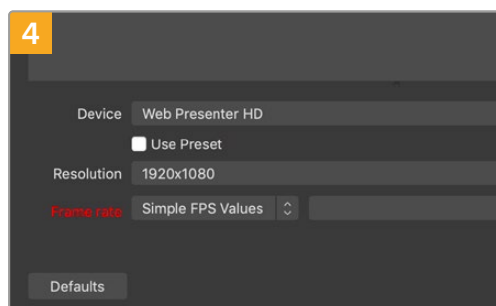 4
Device Web Presenter HD
Use Preset
Resolution 1920x1080
Frame rate Simple FPS Values
Defaults